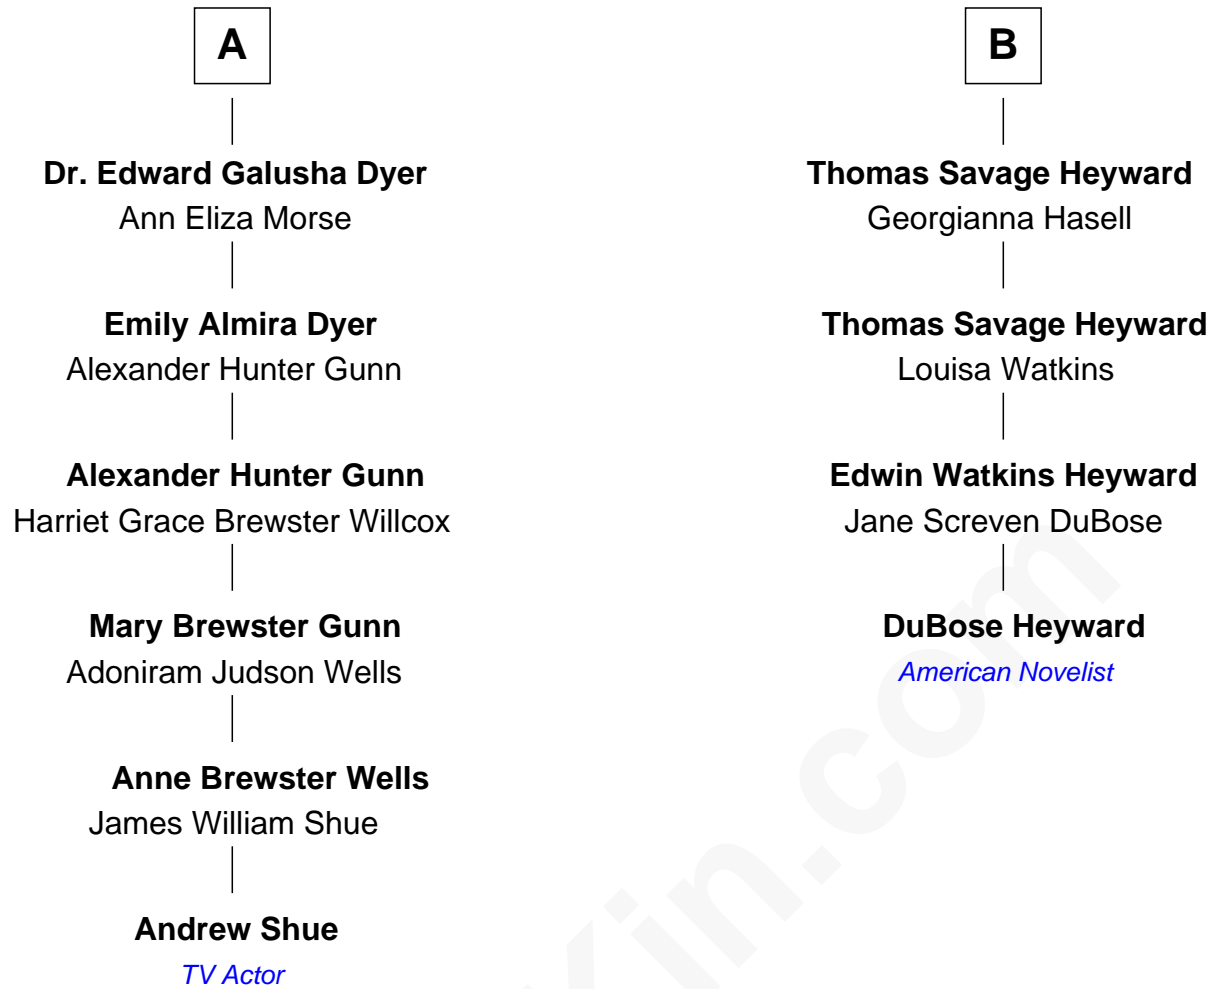 A
Dr. Edward Galusha Dyer
Ann Eliza Morse
Emily Almira Dyer
Alexander Hunter Gunn
Alexander Hunter Gunn
Harriet Grace Brewster Willcox
Mary Brewster Gunn
Adoniram Judson Wells
Anne Brewster Wells
James William Shue
Andrew Shue
TV Actor
B
Thomas Savage Heyward
Georgianna Hasell
Thomas Savage Heyward
Louisa Watkins
Edwin Watkins Heyward
Jane Screven DuBose
DuBose Heyward
American Novelist
Kin.com